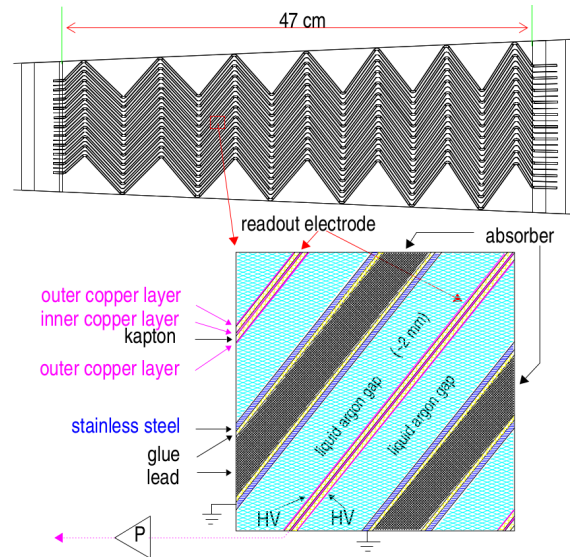 47 cm
readout electrode
absorber
outer copper layer
inner copper layer
kapton
outer copper layer
(~2 mm)
liquid argon gap
liquid argon gap
stainless steel
glue
lead
HV
HV
P